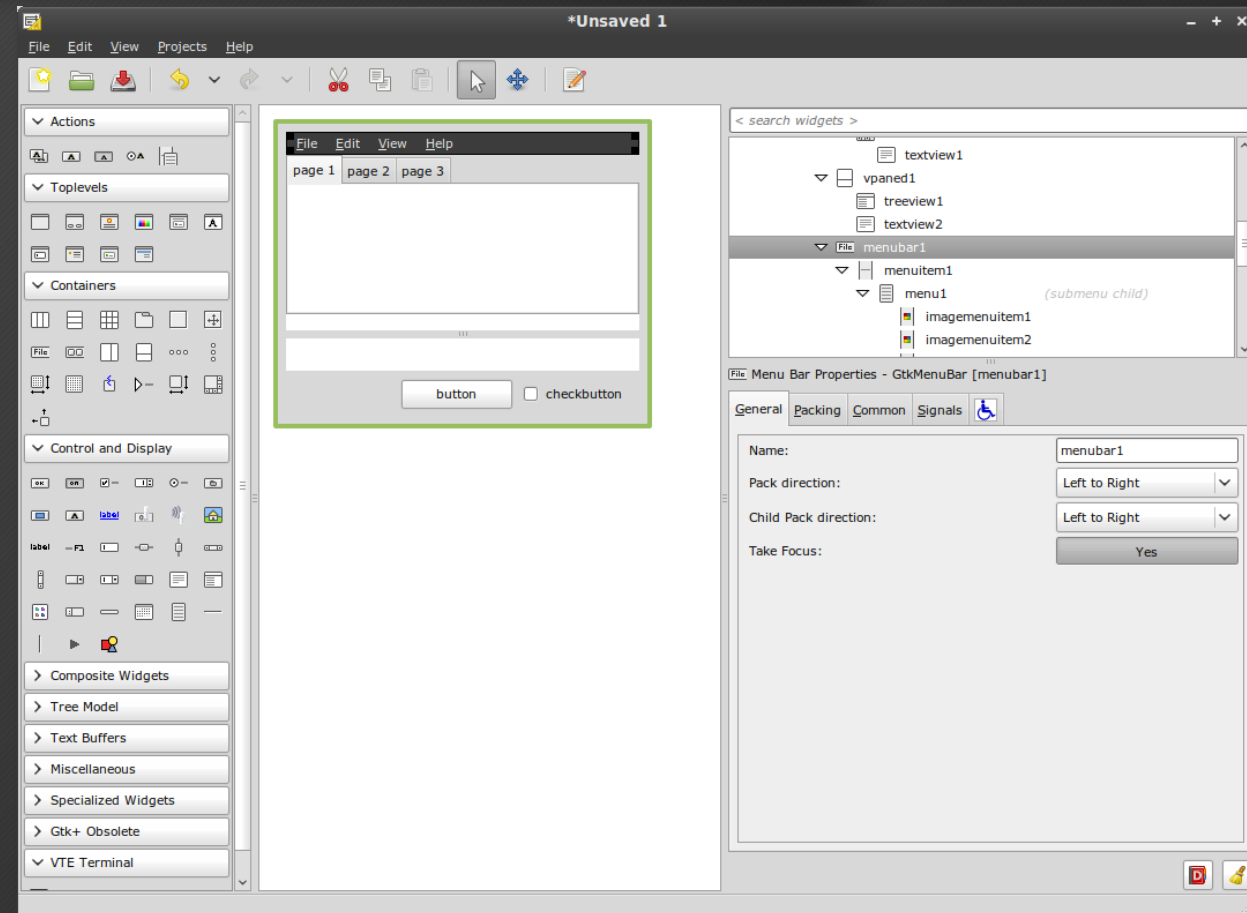 *Unsaved 1
File Edit View Projects Help
Actions
Toplevels
Containers
File
Control and Display
OK
ON
label
label
F1
Composite Widgets
Tree Model
Text Buffers
Miscellaneous
Specialized Widgets
Gtk+ Obsolete
VTE Terminal
File Edit View Help
page 1 page 2 page 3
button checkbutton
< search widgets >
textview1
vpaned1
treeview1
textview2
File menubar1
menuitem1
menu1 (submenu child)
imagemenuitem1
imagemenuitem2
File Menu Bar Properties - GtkMenuBar [menubar1]
General Packing Common Signals
Name: menubar1
Pack direction: Left to Right
Child Pack direction: Left to Right
Take Focus: Yes
D